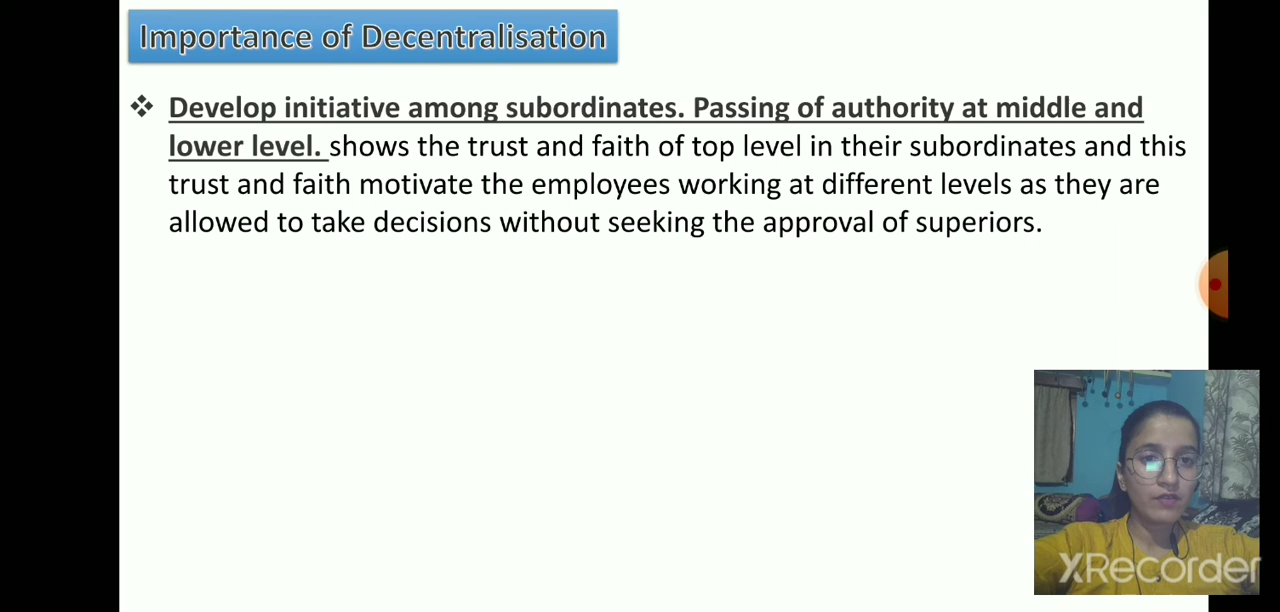 Importance of Decentralisation
❖ Develop initiative among subordinates. Passing of authority at middle and
lower level. shows the trust and faith of top level in their subordinates and this
trust and faith motivate the employees working at different levels as they are
allowed to take decisions without seeking the approval of superiors.
XRecorder